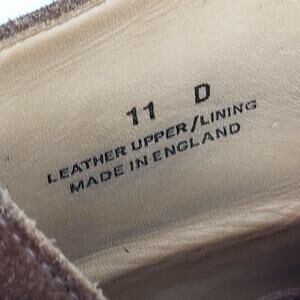 11 D
LEATHER UPPER/LINING
MADE IN ENGLAND